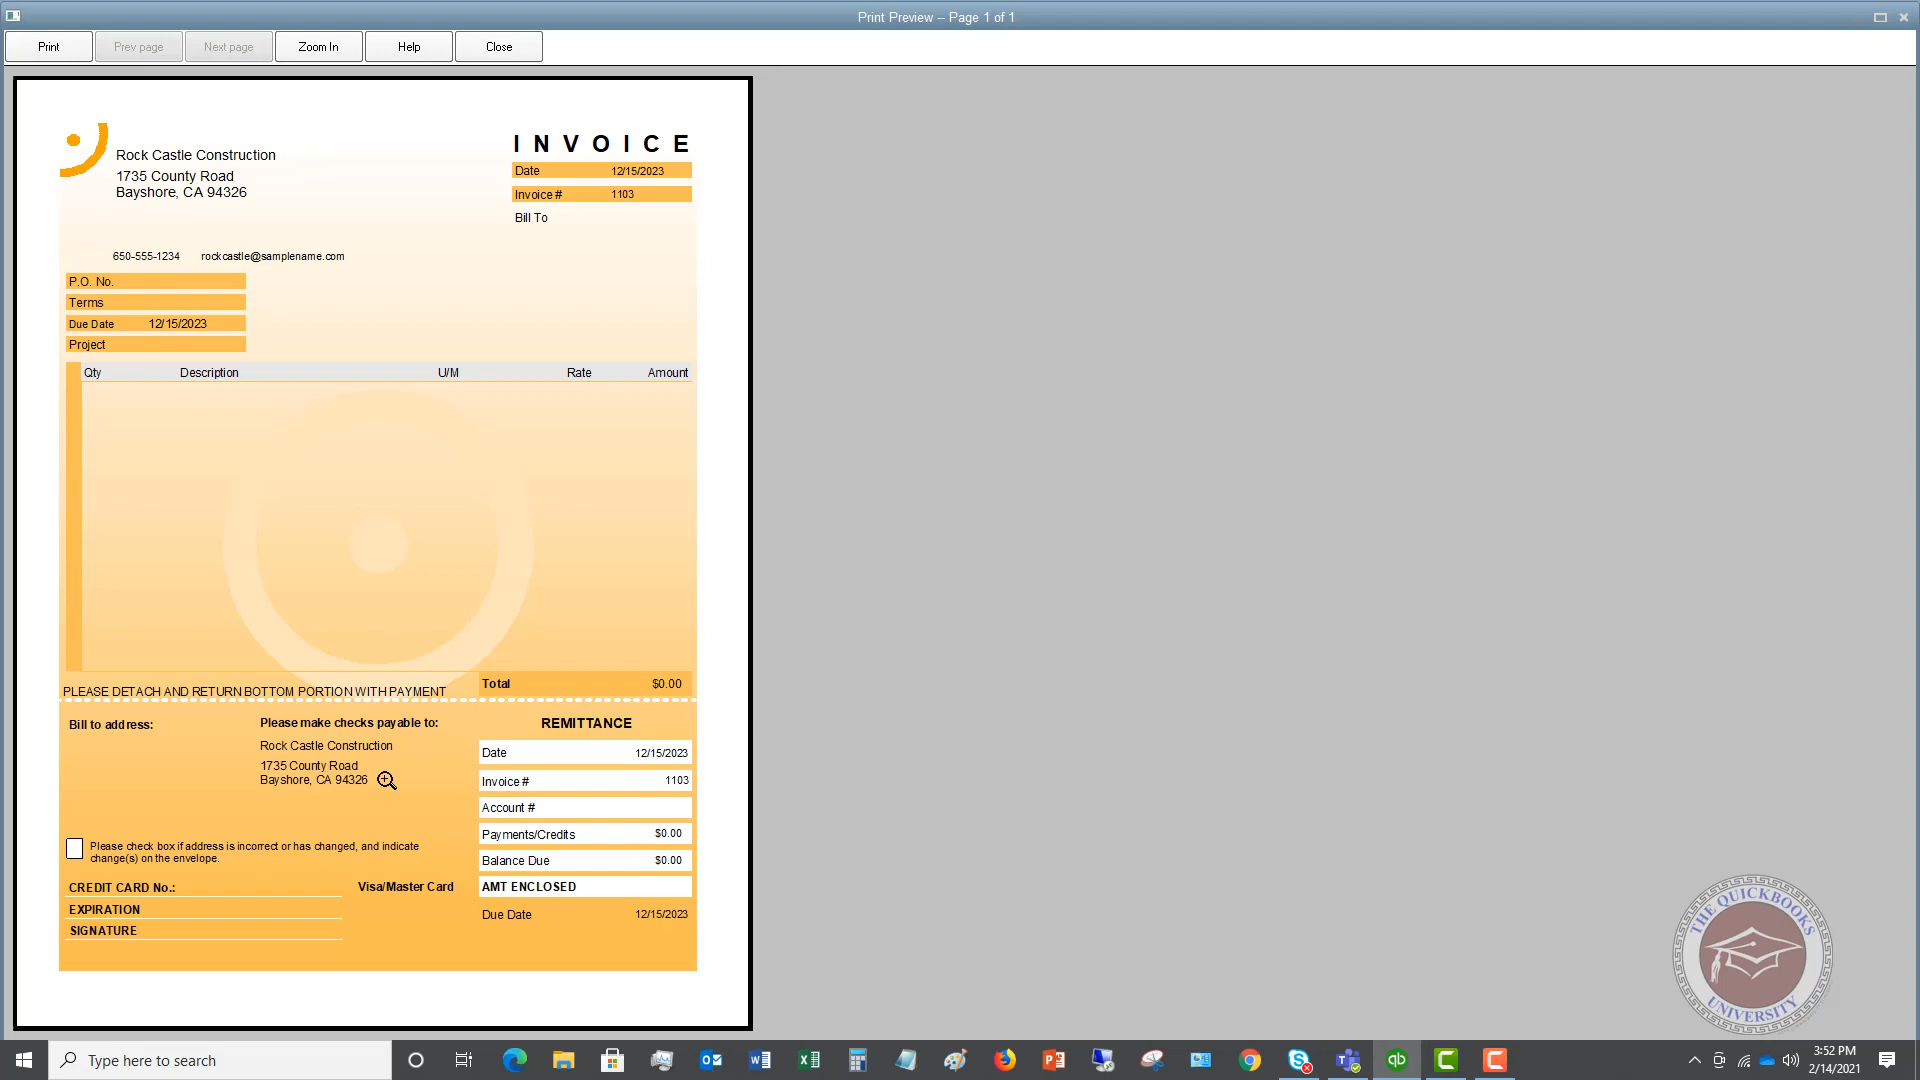 Print Preview -- Page 1 of 1
Print Prev page Next page Zoom In Help Close
INVOICE
Rock Castle Construction
1735 County Road
Bayshore, CA 94326
Date 12/15/2023
Invoice # 1103
Bill To
650-555-1234 rockcastle@samplename.com
P.O. No.
Terms
Due Date 12/15/2023
Project
Qty Description U/M Rate Amount
Total $0.00
PLEASE DETACH AND RETURN BOTTOM PORTION WITH PAYMENT
Bill to address:
Please make checks payable to:
Rock Castle Construction
1735 County Road
Bayshore, CA 94326
REMITTANCE
Date 12/15/2023
Invoice # 1103
Account #
Payments/Credits $0.00
Balance Due $0.00
AMT ENCLOSED
Due Date 12/15/2023
Please check box if address is incorrect or has changed, and indicate
change(s) on the envelope.
CREDIT CARD No.: Visa/Master Card
EXPIRATION
SIGNATURE
THE QUICKBOOKS
UNIVERSITY
Type here to search
3:52 PM
2/14/2021